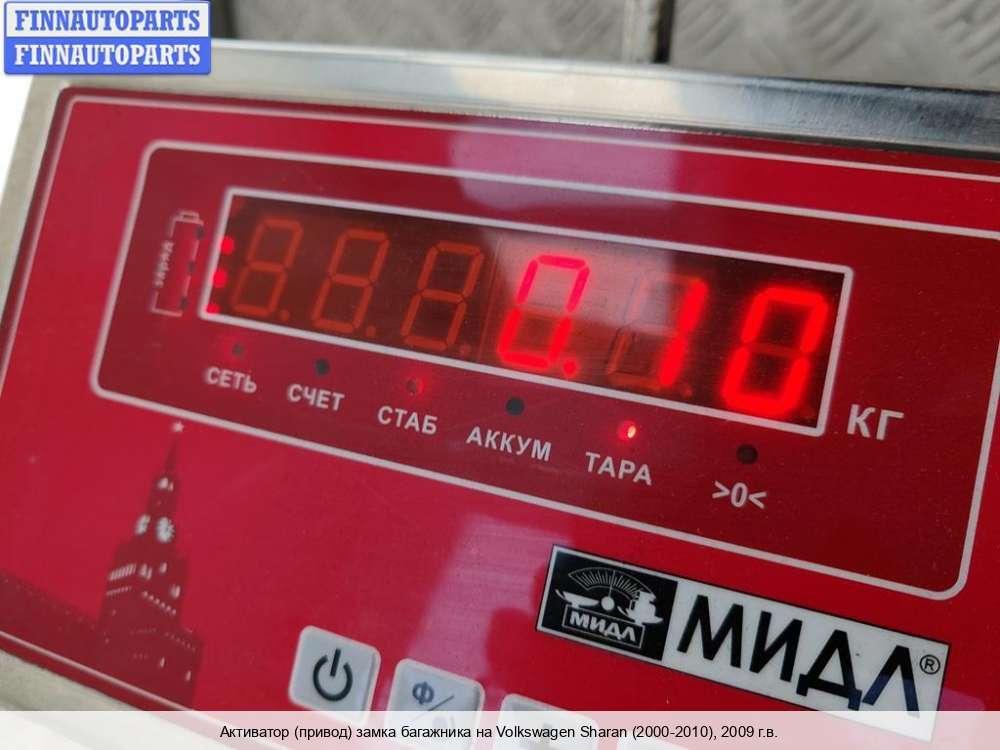 FINNAUTOPARTS
FINNAUTOPARTS
заряд
0.10
КГ
СЕТЬ СЧЕТ СТАБ АККУМ ТАРА >0<
МИДЛ
МИДЛ®
Ф/
Активатор (привод) замка багажника на Volkswagen Sharan (2000-2010), 2009 г.в.